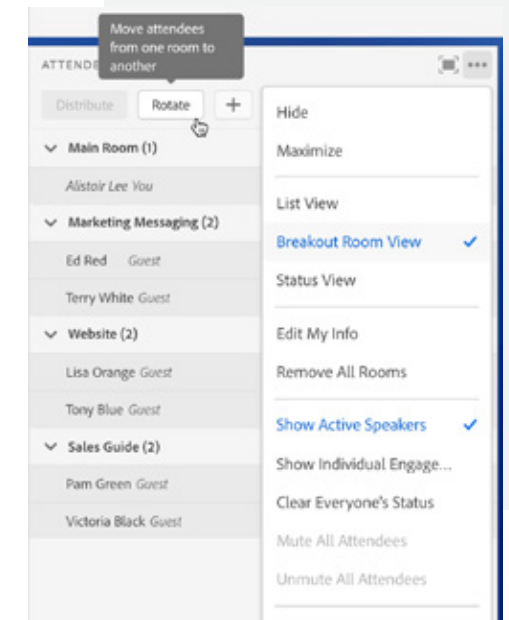 Move attendees
from one room to
another
ATTENDE
Distribute
Rotate
+
Main Room (1)
Alistair Lee You
Marketing Messaging (2)
Ed Red Guest
Terry White Guest
Website (2)
Lisa Orange Guest
Tony Blue Guest
Sales Guide (2)
Pam Green Guest
Victoria Black Guest
Hide
Maximize
List View
Breakout Room View
Status View
Edit My Info
Remove All Rooms
Show Active Speakers
Show Individual Engage...
Clear Everyone's Status
Mute All Attendees
Unmute All Attendees